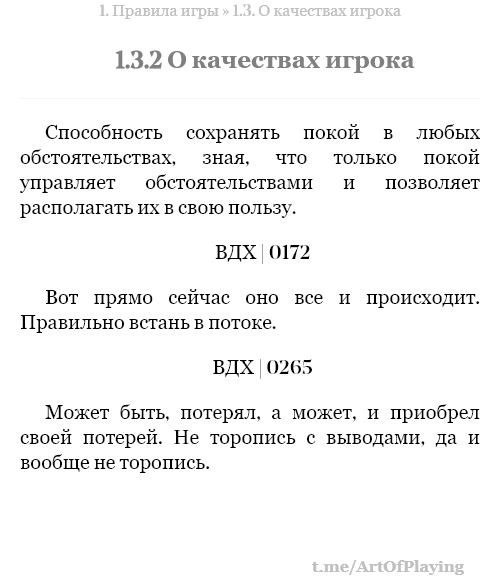 1. Правила игры » 1.3. О качествах игрока
1.3.2 О качествах игрока
Способность сохранять покой в любых
обстоятельствах, зная, что только покой
управляет обстоятельствами и позволяет
располагать их в свою пользу.
ВДХ | 0172
Вот прямо сейчас оно все и происходит.
Правильно встань в потоке.
ВДХ | 0265
Может быть, потерял, а может, и приобрел
своей потерей. Не торопись с выводами, да и
вообще не торопись.
t.me/ArtOfPlaying